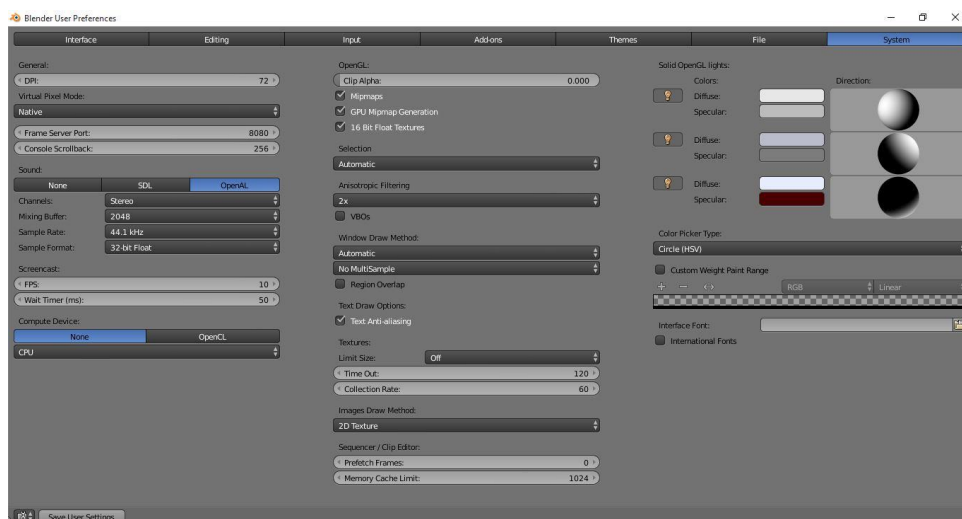 Blender User Preferences
Interface Editing Input Add-ons Themes File System
General:
DPI: 72
Virtual Pixel Mode:
Native
Frame Server Port: 8080
Console Scrollback: 256
Sound:
None SDL OpenAL
Channels: Stereo
Mixing Buffer: 2048
Sample Rate: 44.1 kHz
Sample Format: 32-bit Float
Screencast:
FPS: 10
Wait Timer (ms): 50
Compute Device:
None OpenCL
CPU
OpenGL:
Clip Alpha: 0.000
Mipmaps
GPU Mipmap Generation
16 Bit Float Textures
Selection
Automatic
Anisotropic Filtering
2x
VBOs
Window Draw Method:
Automatic
No MultiSample
Region Overlap
Text Draw Options:
Text Anti-aliasing
Textures:
Limit Size: Off
Time Out: 120
Collection Rate: 60
Images Draw Method:
2D Texture
Sequencer / Clip Editor:
Prefetch Frames: 0
Memory Cache Limit: 1024
Solid OpenGL lights:
Colors: Direction:
Diffuse:
Specular:
Diffuse:
Specular:
Diffuse:
Specular:
Color Picker Type:
Circle (HSV)
Custom Weight Paint Range
RGB Linear
Interface Font:
International Fonts
Save User Settings